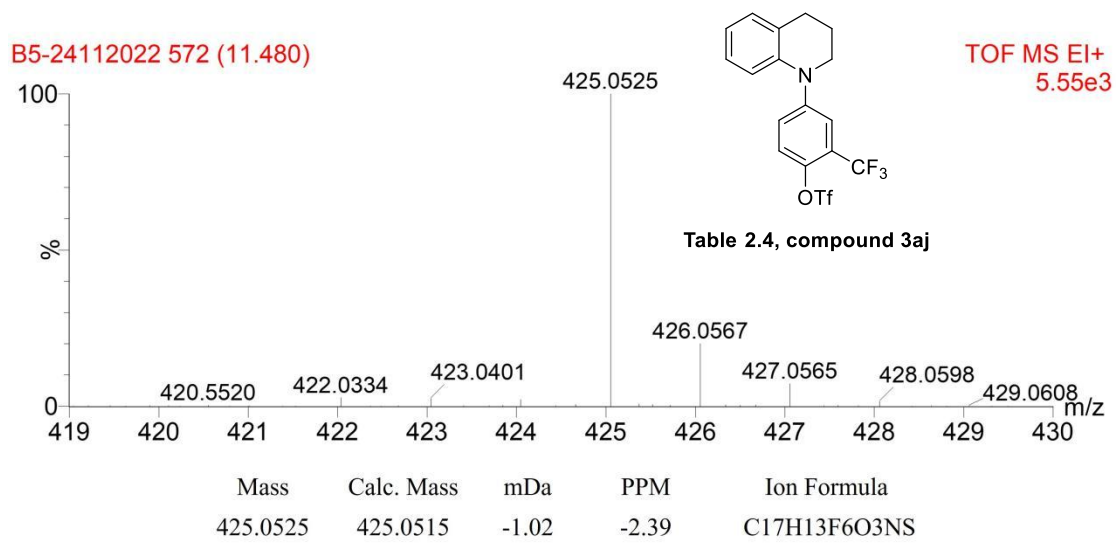 B5-24112022 572 (11.480)
TOF MS EI+
5.55e3
N
CF3
OTf
Table 2.4, compound 3aj
100
%
0
425.0525
426.0567
427.0565
428.0598
429.0608
423.0401
422.0334
420.5520
m/z
419 420 421 422 423 424 425 426 427 428 429 430
Mass Calc. Mass mDa PPM Ion Formula
425.0525 425.0515 -1.02 -2.39 C17H13F6O3NS